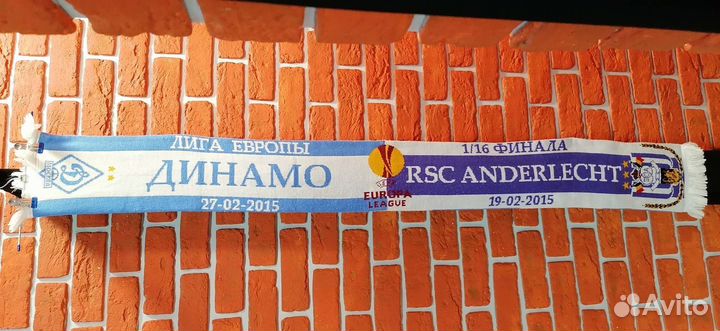 ЛИГА ЕВРОПЫ
ДИНАМО
27-02-2015
EUROPA
LEAGUE
1/16 ФИНАЛА
RSC ANDERLECHT
19-02-2015
Avito